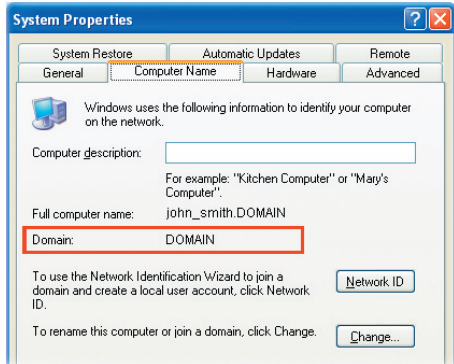 System Properties
System Restore Automatic Updates Remote
General Computer Name Hardware Advanced
Windows uses the following information to identify your computer
on the network.
Computer description:
For example: "Kitchen Computer" or "Mary's
Computer".
Full computer name: john_smith.DOMAIN
Domain: DOMAIN
To use the Network Identification Wizard to join a
domain and create a local user account, click Network
ID.
Network ID
To rename this computer or join a domain, click Change.
Change...